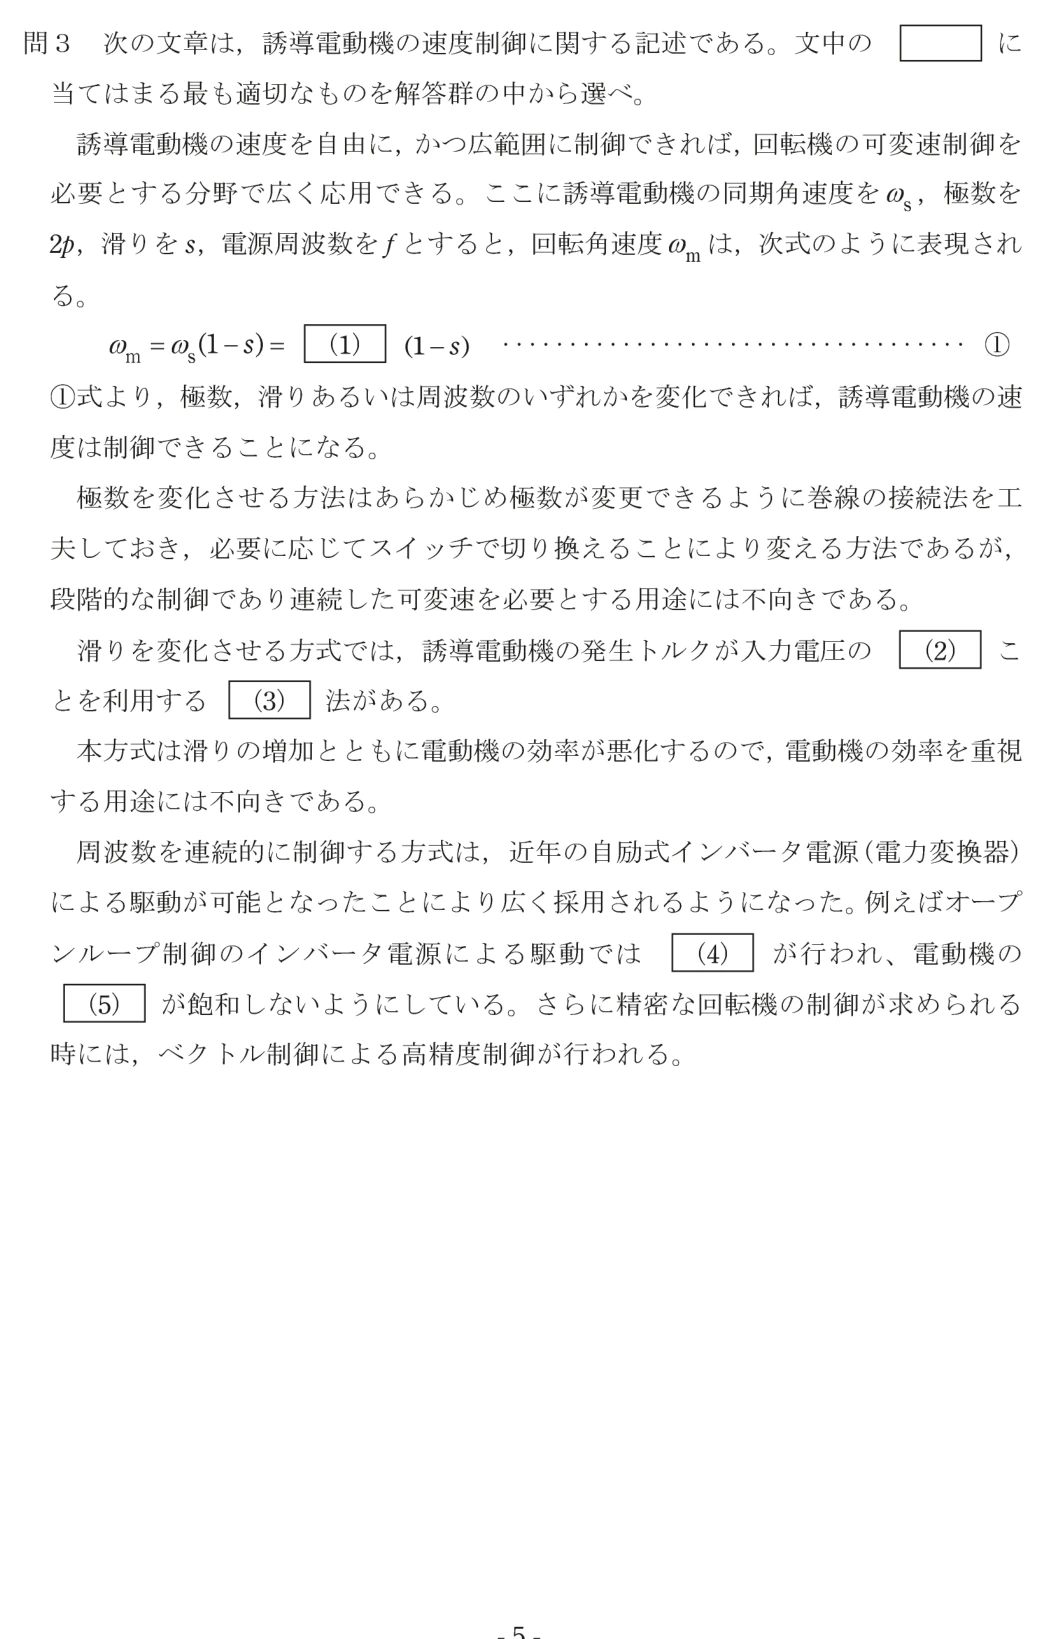 問３　次の文章は，誘導電動機の速度制御に関する記述である。文中の　　　に
当てはまる最も適切なものを解答群の中から選べ。
誘導電動機の速度を自由に，かつ広範囲に制御できれば，回転機の可変速制御を
必要とする分野で広く応用できる。ここに誘導電動機の同期角速度をωs，極数を
2p，滑りをs，電源周波数をfとすると，回転角速度ωmは，次式のように表現され
る。
ωm = ωs(1−s) = (1) (1−s) ・・・・・・・・・・・・・・・・・・・・・・・・・・・・・・・・・・・ ①
①式より，極数，滑りあるいは周波数のいずれかを変化できれば，誘導電動機の速
度は制御できることになる。
極数を変化させる方法はあらかじめ極数が変更できるように巻線の接続法を工
夫しておき，必要に応じてスイッチで切り換えることにより変える方法であるが，
段階的な制御であり連続した可変速を必要とする用途には不向きである。
滑りを変化させる方式では，誘導電動機の発生トルクが入力電圧の (2) こ
とを利用する (3) 法がある。
本方式は滑りの増加とともに電動機の効率が悪化するので，電動機の効率を重視
する用途には不向きである。
周波数を連続的に制御する方式は，近年の自励式インバータ電源（電力変換器）
による駆動が可能となったことにより広く採用されるようになった。例えばオープ
ンループ制御のインバータ電源による駆動では (4) が行われ、電動機の
(5) が飽和しないようにしている。さらに精密な回転機の制御が求められる
時には，ベクトル制御による高精度制御が行われる。
- 5 -